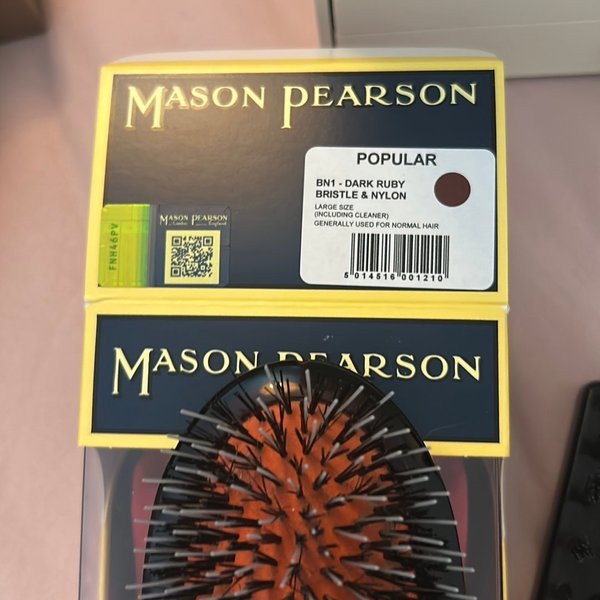 MASON PEARSON
POPULAR
BN1 - DARK RUBY
BRISTLE & NYLON
LARGE SIZE
(INCLUDING CLEANER)
GENERALLY USED FOR NORMAL HAIR
5 014516 001210
FNH46PV
MASON PEARSON
London England
MASON PEARSON